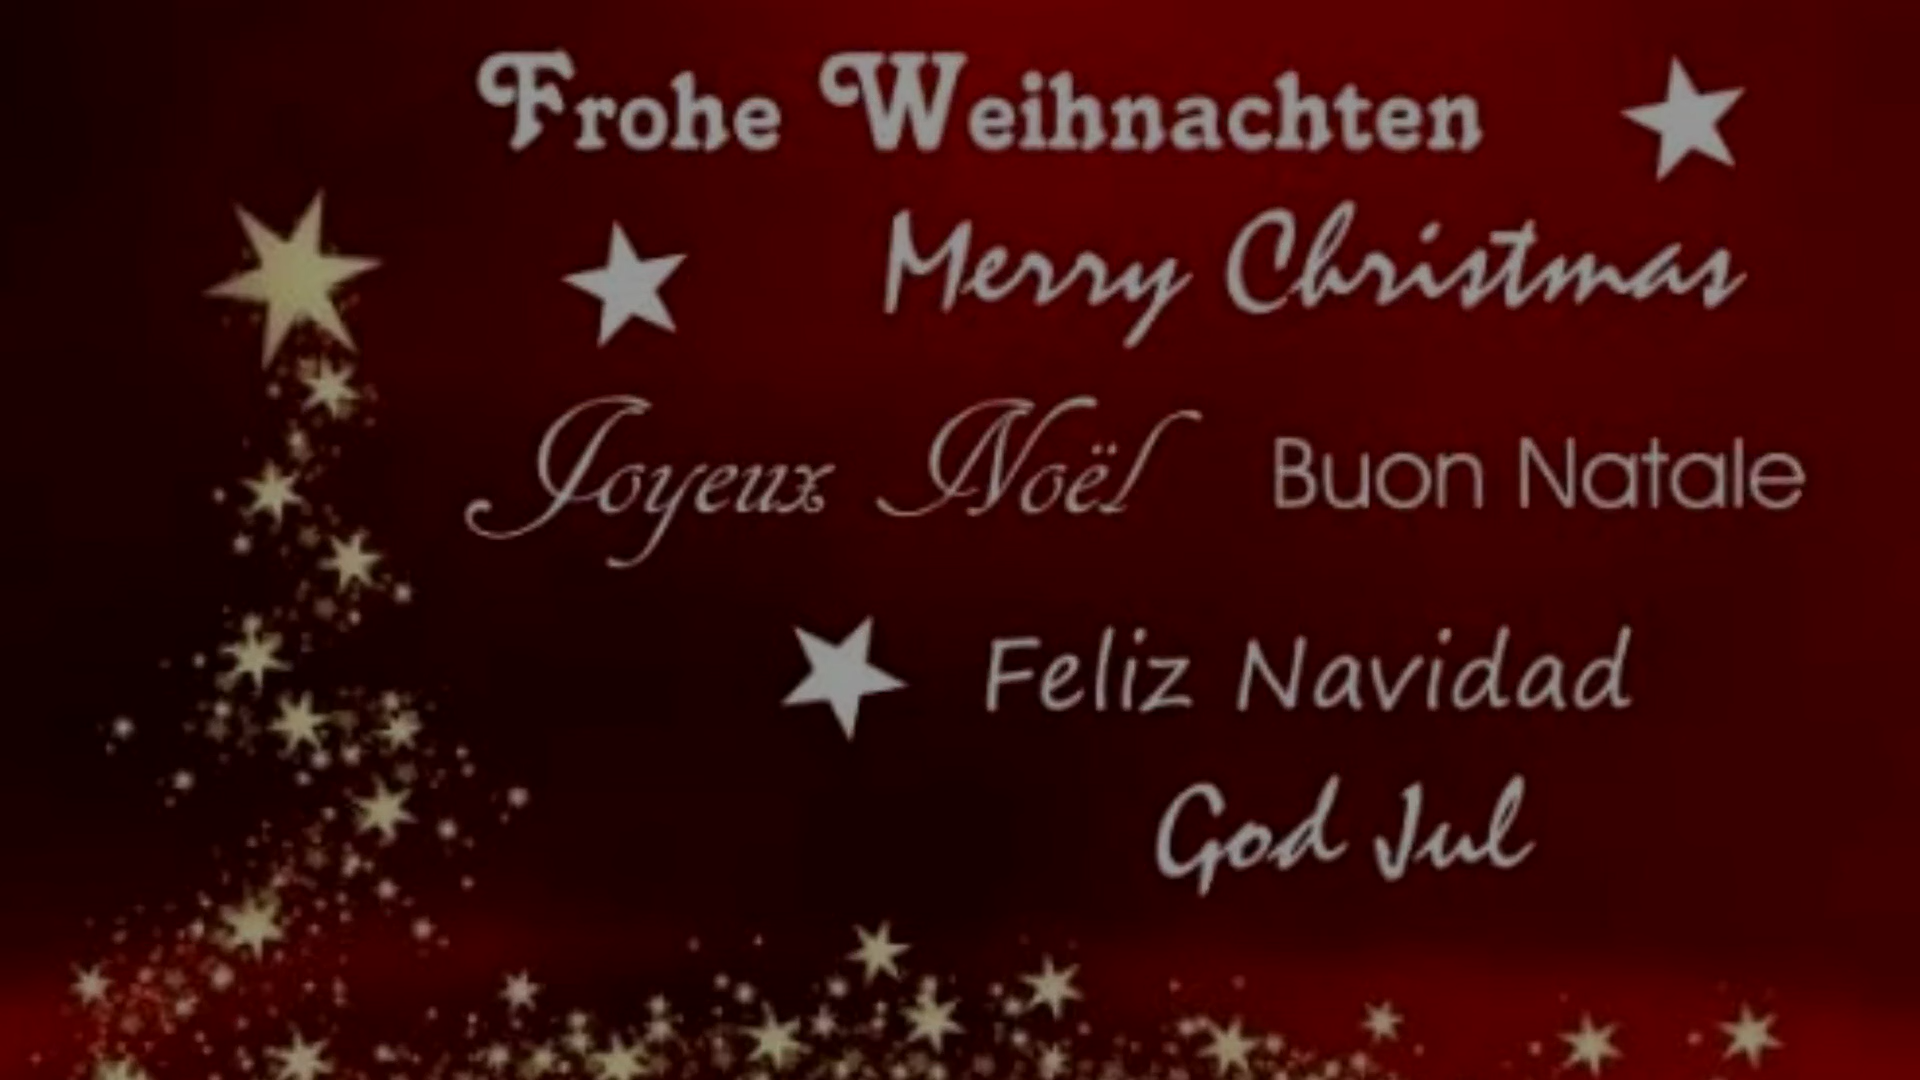 Frohe Weihnachten
Merry Christmas
Joyeux Noël Buon Natale
Feliz Navidad
God Jul